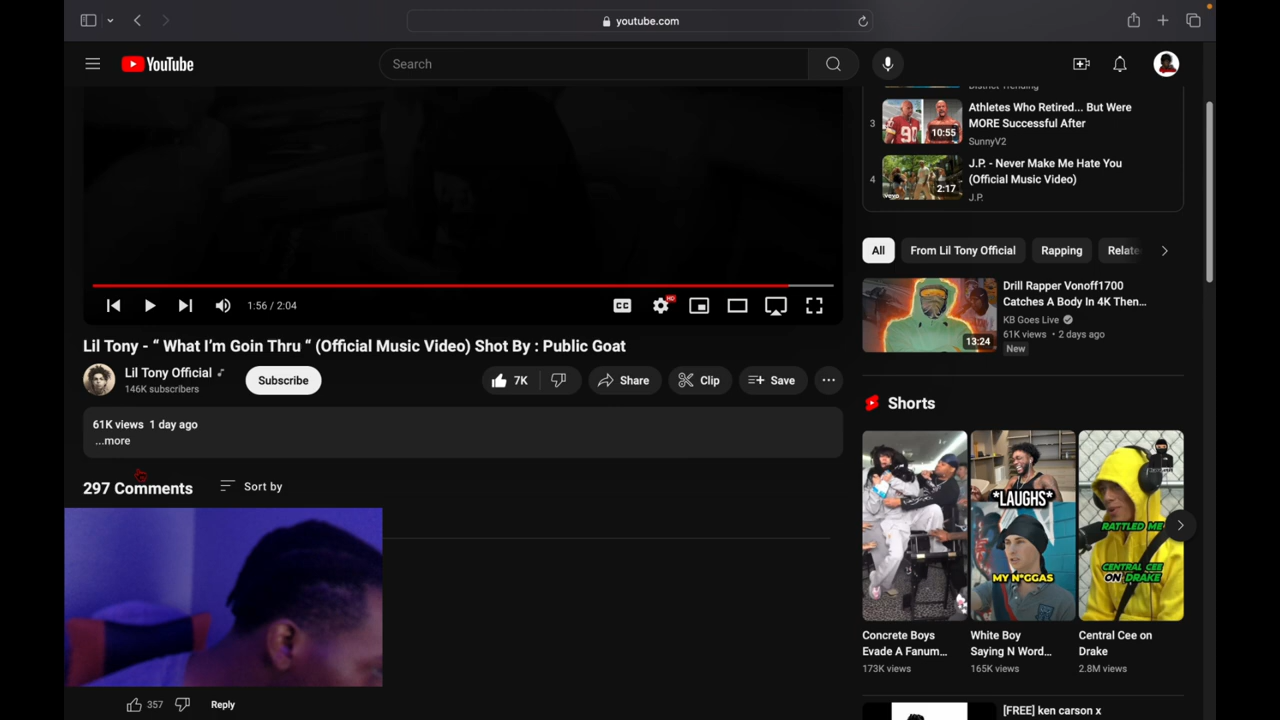 youtube.com
YouTube
Search
District Trending
3
Athletes Who Retired... But Were
MORE Successful After
10:55
SunnyV2
4
J.P. - Never Make Me Hate You
(Official Music Video)
2:17
vevo
J.P.
All
From Lil Tony Official
Rapping
Relate
Drill Rapper Vonoff1700
Catches A Body In 4K Then...
KB Goes Live
61K views • 2 days ago
13:24
New
1:56 / 2:04
CC
HD
Lil Tony - “ What I’m Goin Thru “ (Official Music Video) Shot By : Public Goat
Lil Tony Official
146K subscribers
Subscribe
7K
Share
Clip
Save
61K views 1 day ago
...more
297 Comments
Sort by
357
Reply
Shorts
*LAUGHS*
MY N*GGAS
RATTLED ME
CENTRAL CEE
ON DRAKE
Concrete Boys
Evade A Fanum...
173K views
White Boy
Saying N Word...
165K views
Central Cee on
Drake
2.8M views
[FREE] ken carson x